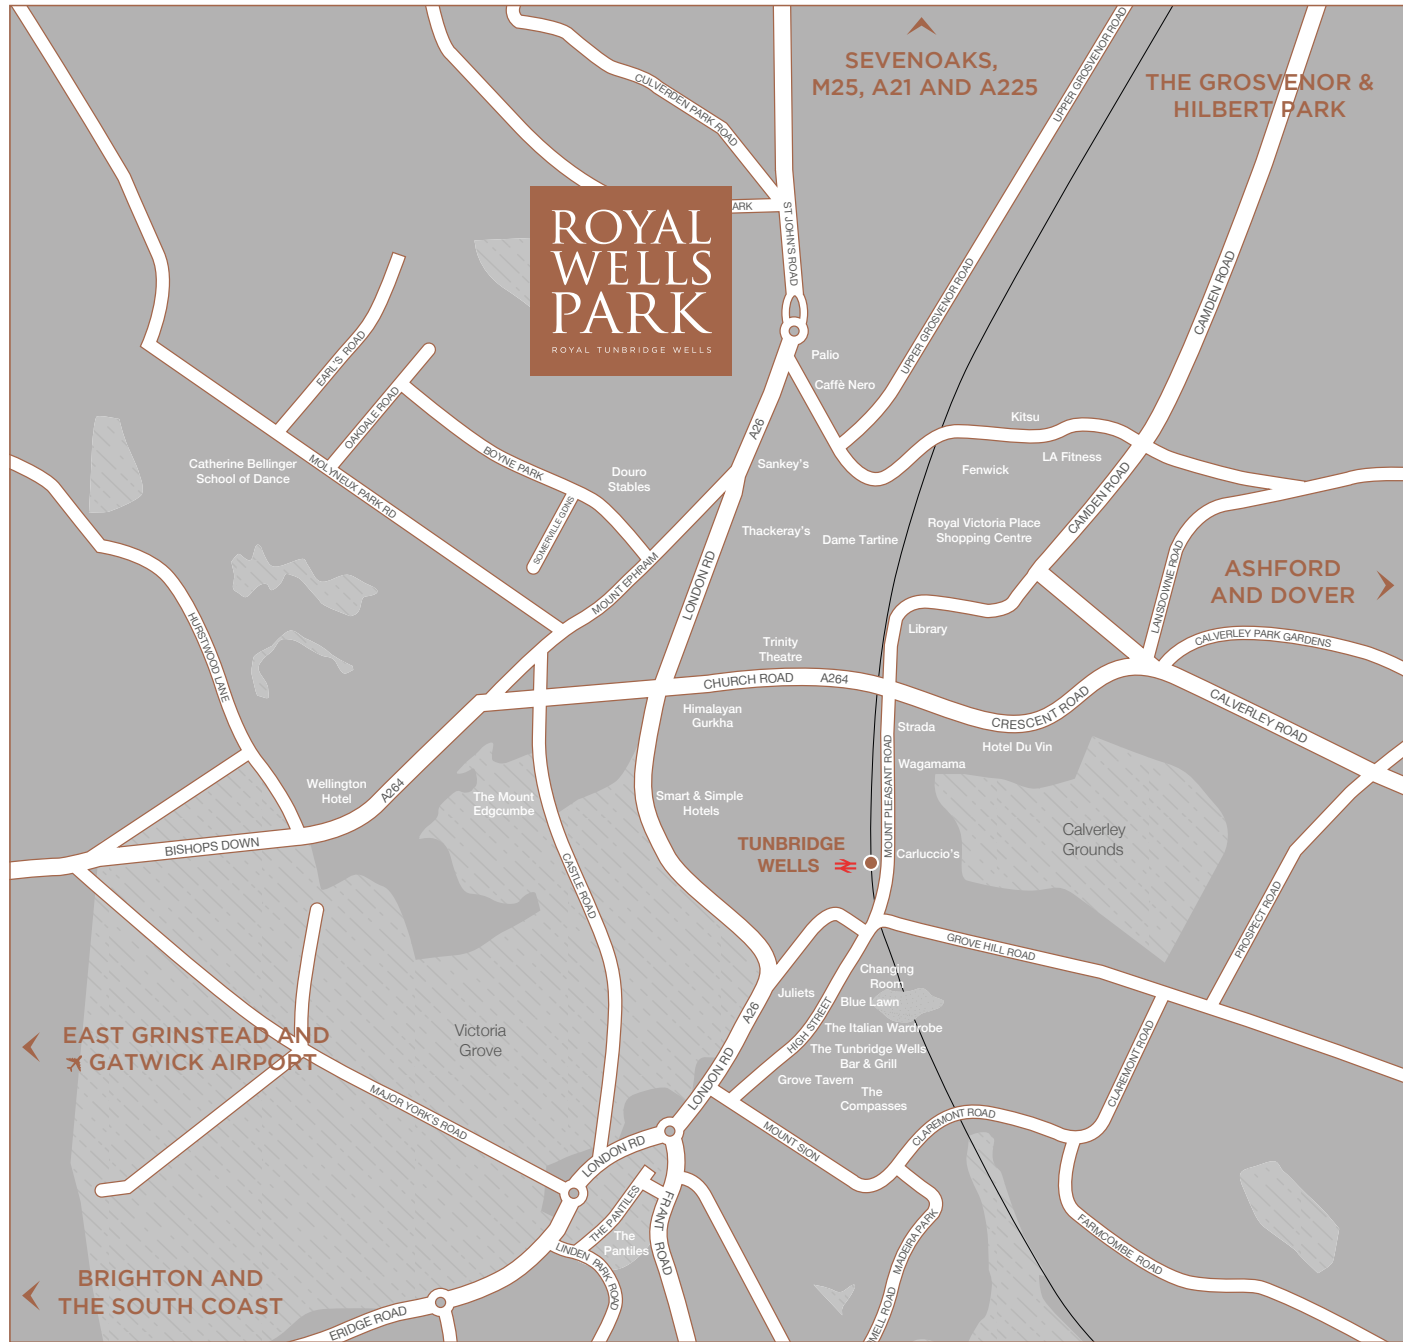 SEVENOAKS,
M25, A21 AND A225
THE GROSVENOR &
HILBERT PARK
UPPER GROSVENOR ROAD
CULVERDEN PARK ROAD
ARK
ST JOHN'S ROAD
ROYAL
WELLS
PARK
ROYAL TUNBRIDGE WELLS
UPPER GROSVENOR ROAD
CAMDEN ROAD
EARL'S ROAD
OAKDALE ROAD
Palio
Caffè Nero
A26
Kitsu
LA Fitness
Fenwick
Sankey's
Catherine Bellinger
School of Dance
MOLYNEUX PARK RD
BOYNE PARK
Douro
Stables
SOMERVILLE GDNS
CAMDEN ROAD
Thackeray's
Dame Tartine
Royal Victoria Place
Shopping Centre
MOUNT EPHRAIM
LONDON RD
LANSDOWNE ROAD
ASHFORD
AND DOVER
HURSTWOOD LANE
Library
Trinity
Theatre
CALVERLEY PARK GARDENS
CHURCH ROAD
A264
CRESCENT ROAD
CALVERLEY ROAD
Himalayan
Gurkha
Strada
Hotel Du Vin
Wagamama
MOUNT PLEASANT ROAD
Wellington
Hotel
A264
The Mount
Edgcumbe
Smart & Simple
Hotels
BISHOPS DOWN
TUNBRIDGE
WELLS
Carluccio's
Calverley
Grounds
CASTLE ROAD
PROSPECT ROAD
GROVE HILL ROAD
Changing
Room
Juliets
Blue Lawn
A26
HIGH STREET
The Italian Wardrobe
The Tunbridge Wells
Bar & Grill
Grove Tavern
The
Compasses
EAST GRINSTEAD AND
GATWICK AIRPORT
Victoria
Grove
LONDON RD
MAJOR YORK'S ROAD
CLAREMONT ROAD
CLAREMONT ROAD
MOUNT SION
LONDON RD
THE PANTILES
The
Pantiles
FRANT ROAD
LINDEN PARK ROAD
MADEIRA PARK
FARMCOMBE ROAD
BRIGHTON AND
THE SOUTH COAST
ERIDGE ROAD
MELL ROAD